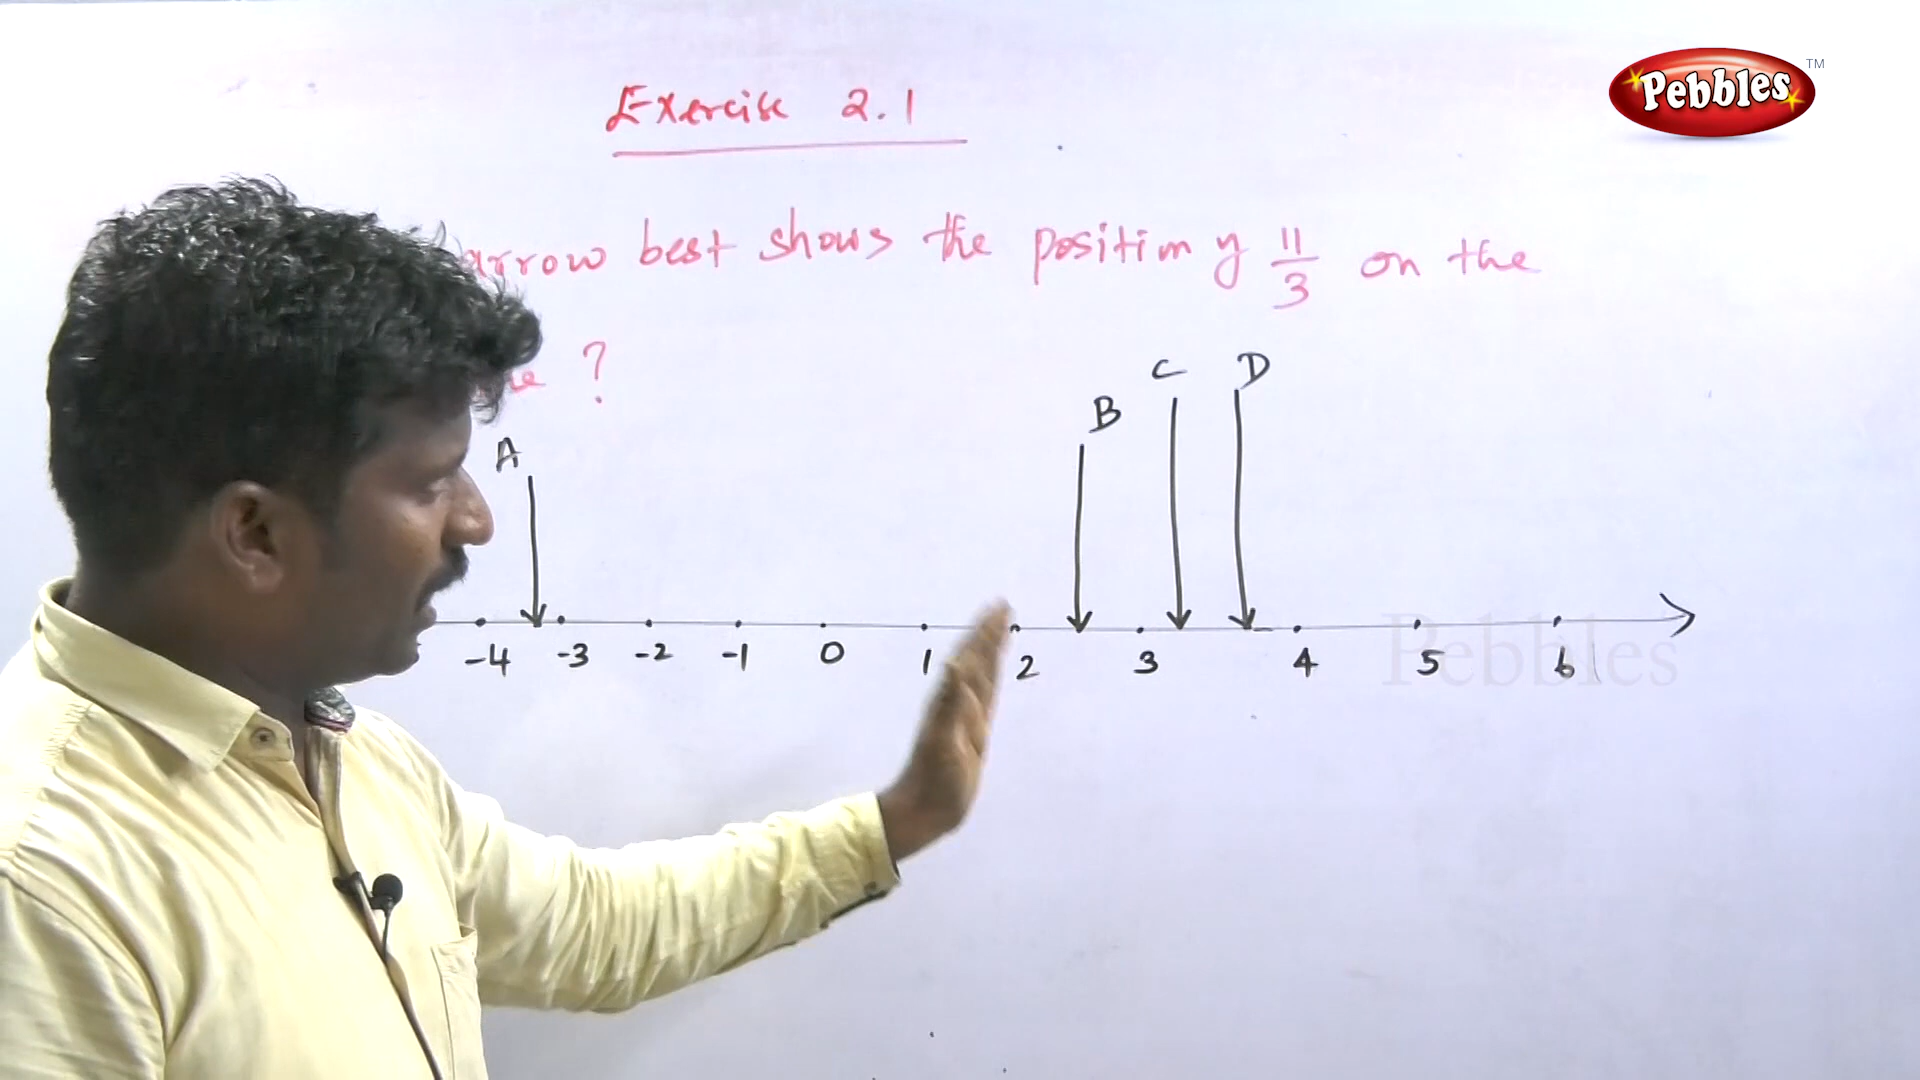 Pebbles TM
Exercise 2.1
arrow best shows the position of 11/3 on the
?
C D
B
A
-4 -3 -2 -1 0 1 2 3 4 5 6
Pebbles